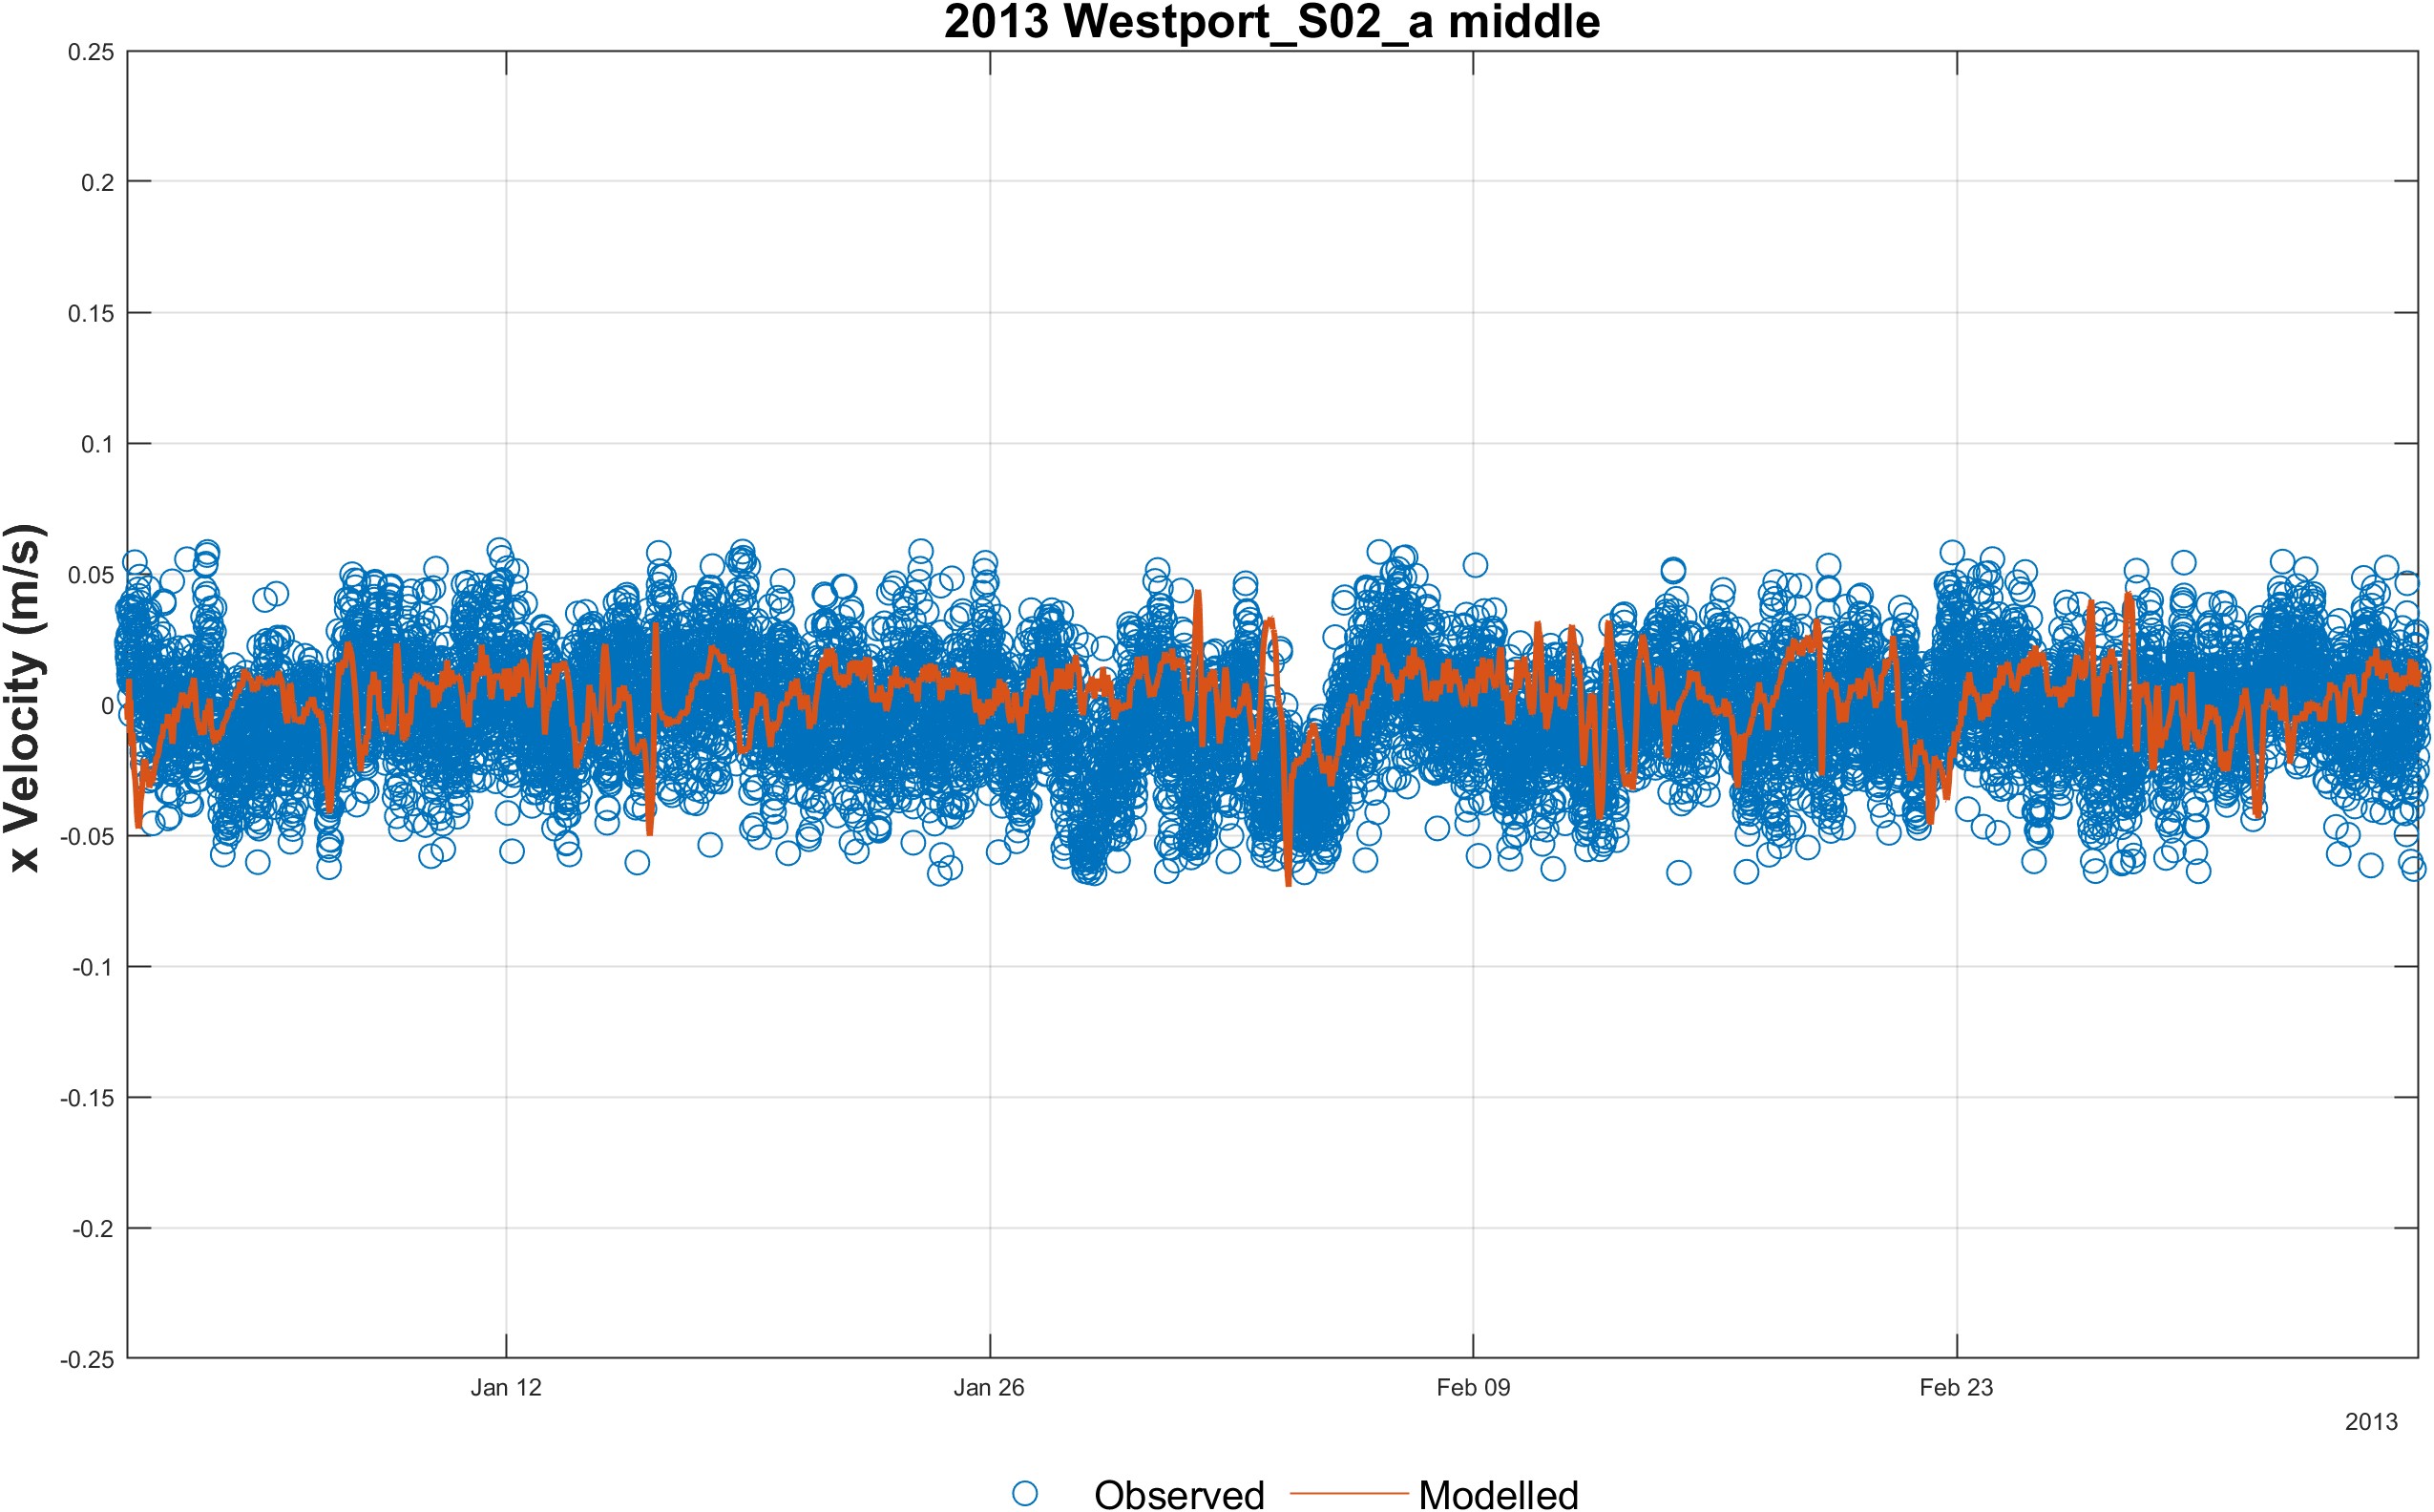 2013 Westport_S02_a middle
x Velocity (m/s)
0.25
0.2
0.15
0.1
0.05
0
-0.05
-0.1
-0.15
-0.2
-0.25
Jan 12
Jan 26
Feb 09
Feb 23
2013
Observed
Modelled